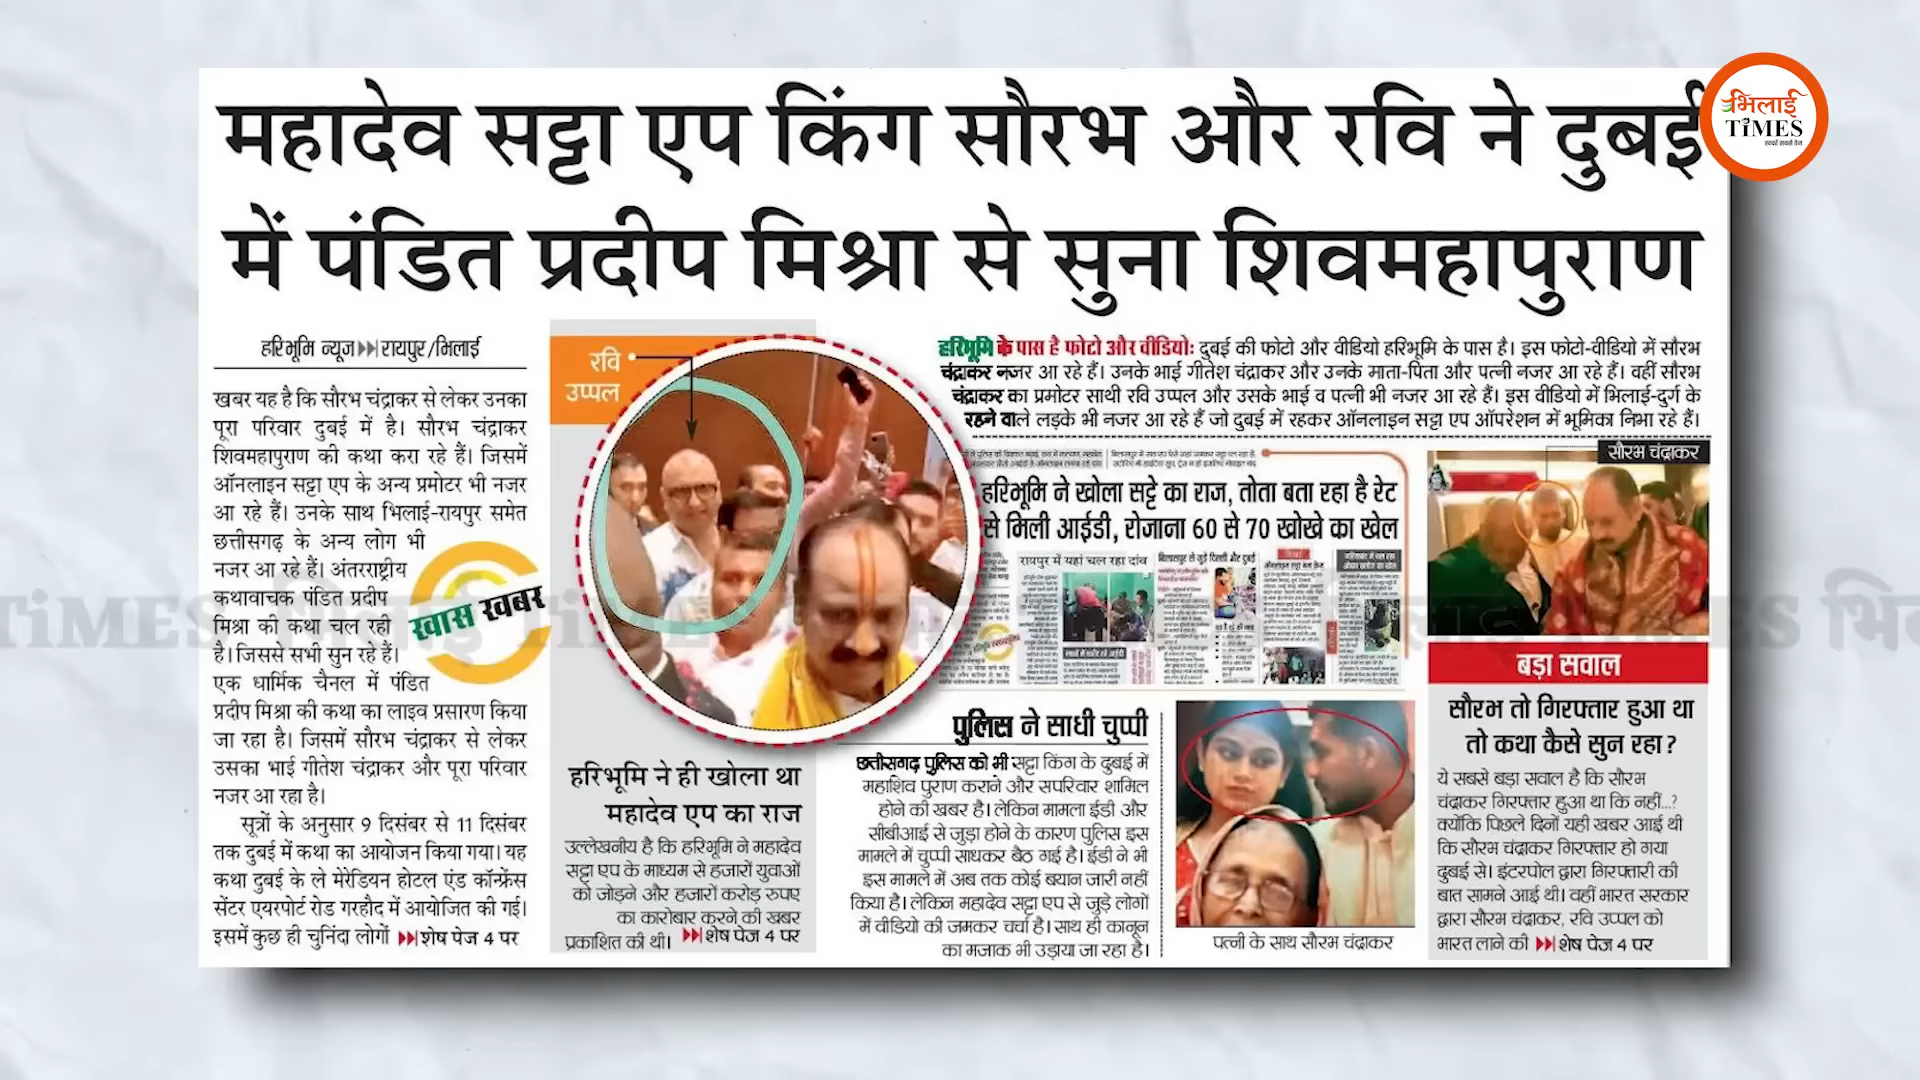 महादेव सट्टा एप किंग सौरभ और रवि ने दुबई
में पंडित प्रदीप मिश्रा से सुना शिवमहापुराण
भिलाई
TiMES
हरिभूमि न्यूज रायपुर/भिलाई
खबर यह है कि सौरभ चंद्राकर से लेकर उनका
पूरा परिवार दुबई में है। सौरभ चंद्राकर
शिवमहापुराण की कथा करा रहे हैं। जिसमें
ऑनलाइन सट्टा एप के अन्य प्रमोटर भी नजर
आ रहे हैं। उनके साथ भिलाई-रायपुर समेत
छत्तीसगढ़ के अन्य लोग भी
नजर आ रहे हैं। अंतरराष्ट्रीय
कथावाचक पंडित प्रदीप
मिश्रा की कथा चल रही
है।जिससे सभी सुन रहे हैं।
एक धार्मिक चैनल में पंडित
प्रदीप मिश्रा की कथा का लाइव प्रसारण किया
जा रहा है। जिसमें सौरभ चंद्राकर से लेकर
उसका भाई गीतेश चंद्राकर और पूरा परिवार
नजर आ रहा है।
सूत्रों के अनुसार 9 दिसंबर से 11 दिसंबर
तक दुबई में कथा का आयोजन किया गया। यह
कथा दुबई के ले मेरेडियन होटल एंड कॉन्फ्रेंस
सेंटर एयरपोर्ट रोड गरहौद में आयोजित की गई।
इसमें कुछ ही चुनिंदा लोगों शेष पेज 4 पर
खास खबर
रवि
उप्पल
हरिभूमि ने ही खोला था
महादेव एप का राज
उल्लेखनीय है कि हरिभूमि ने महादेव
सट्टा एप के माध्यम से हजारों युवाओं
को जोड़ने और हजारों करोड़ रुपए
का कारोबार करने की खबर
प्रकाशित की थी। शेष पेज 4 पर
हरिभूमि के पास है फोटो और वीडियो: दुबई की फोटो और वीडियो हरिभूमि के पास है। इस फोटो-वीडियो में सौरभ
चंद्राकर नजर आ रहे हैं। उनके भाई गीतेश चंद्राकर और उनके माता-पिता और पत्नी नजर आ रहे हैं। वहीं सौरभ
चंद्राकर का प्रमोटर साथी रवि उप्पल और उसके भाई व पत्नी भी नजर आ रहे हैं। इस वीडियो में भिलाई-दुर्ग के
रहने वाले लड़के भी नजर आ रहे हैं जो दुबई में रहकर ऑनलाइन सट्टा एप ऑपरेशन में भूमिका निभा रहे हैं।
हरिभूमि ने खोला सट्टे का राज, तोता बता रहा है रेट
से मिली आईडी, रोजाना 60 से 70 खोखे का खेल
रायपुर में यहां चल रहा दांव
पुलिस ने साधी चुप्पी
छत्तीसगढ़ पुलिस को भी सट्टा किंग के दुबई में
महाशिव पुराण कराने और सपरिवार शामिल
होने की खबर है। लेकिन मामला ईडी और
सीबीआई से जुड़ा होने के कारण पुलिस इस
मामले में चुप्पी साधकर बैठ गई है। ईडी ने भी
इस मामले में अब तक कोई बयान जारी नहीं
किया है। लेकिन महादेव सट्टा एप से जुड़े लोगों
में वीडियो की जमकर चर्चा है। साथ ही कानून
का मजाक भी उड़ाया जा रहा है।
पत्नी के साथ सौरभ चंद्राकर
सौरभ चंद्राकर
बड़ा सवाल
सौरभ तो गिरफ्तार हुआ था
तो कथा कैसे सुन रहा?
ये सबसे बड़ा सवाल है कि सौरभ
चंद्राकर गिरफ्तार हुआ था कि नहीं...?
क्योंकि पिछले दिनों यही खबर आई थी
कि सौरभ चंद्राकर गिरफ्तार हो गया
दुबई से। इंटरपोल द्वारा गिरफ्तारी की
बात सामने आई थी। वहीं भारत सरकार
द्वारा सौरभ चंद्राकर, रवि उप्पल को
भारत लाने की शेष पेज 4 पर